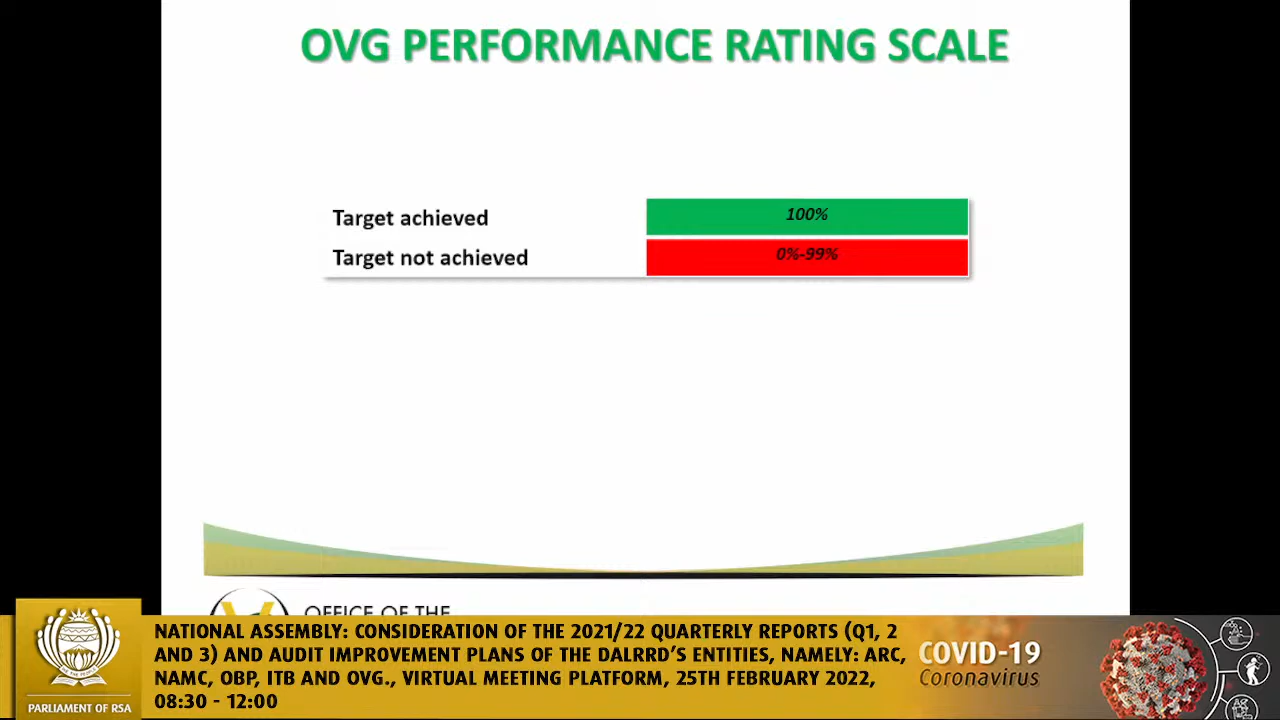 OVG PERFORMANCE RATING SCALE
Target achieved 100%
Target not achieved 0%-99%
OFFICE OF THE
NATIONAL ASSEMBLY: CONSIDERATION OF THE 2021/22 QUARTERLY REPORTS (Q1, 2
AND 3) AND AUDIT IMPROVEMENT PLANS OF THE DALRRD'S ENTITIES, NAMELY: ARC,
NAMC, OBP, ITB AND OVG., VIRTUAL MEETING PLATFORM, 25TH FEBRUARY 2022,
08:30 - 12:00
PARLIAMENT OF RSA
COVID-19
Coronavirus